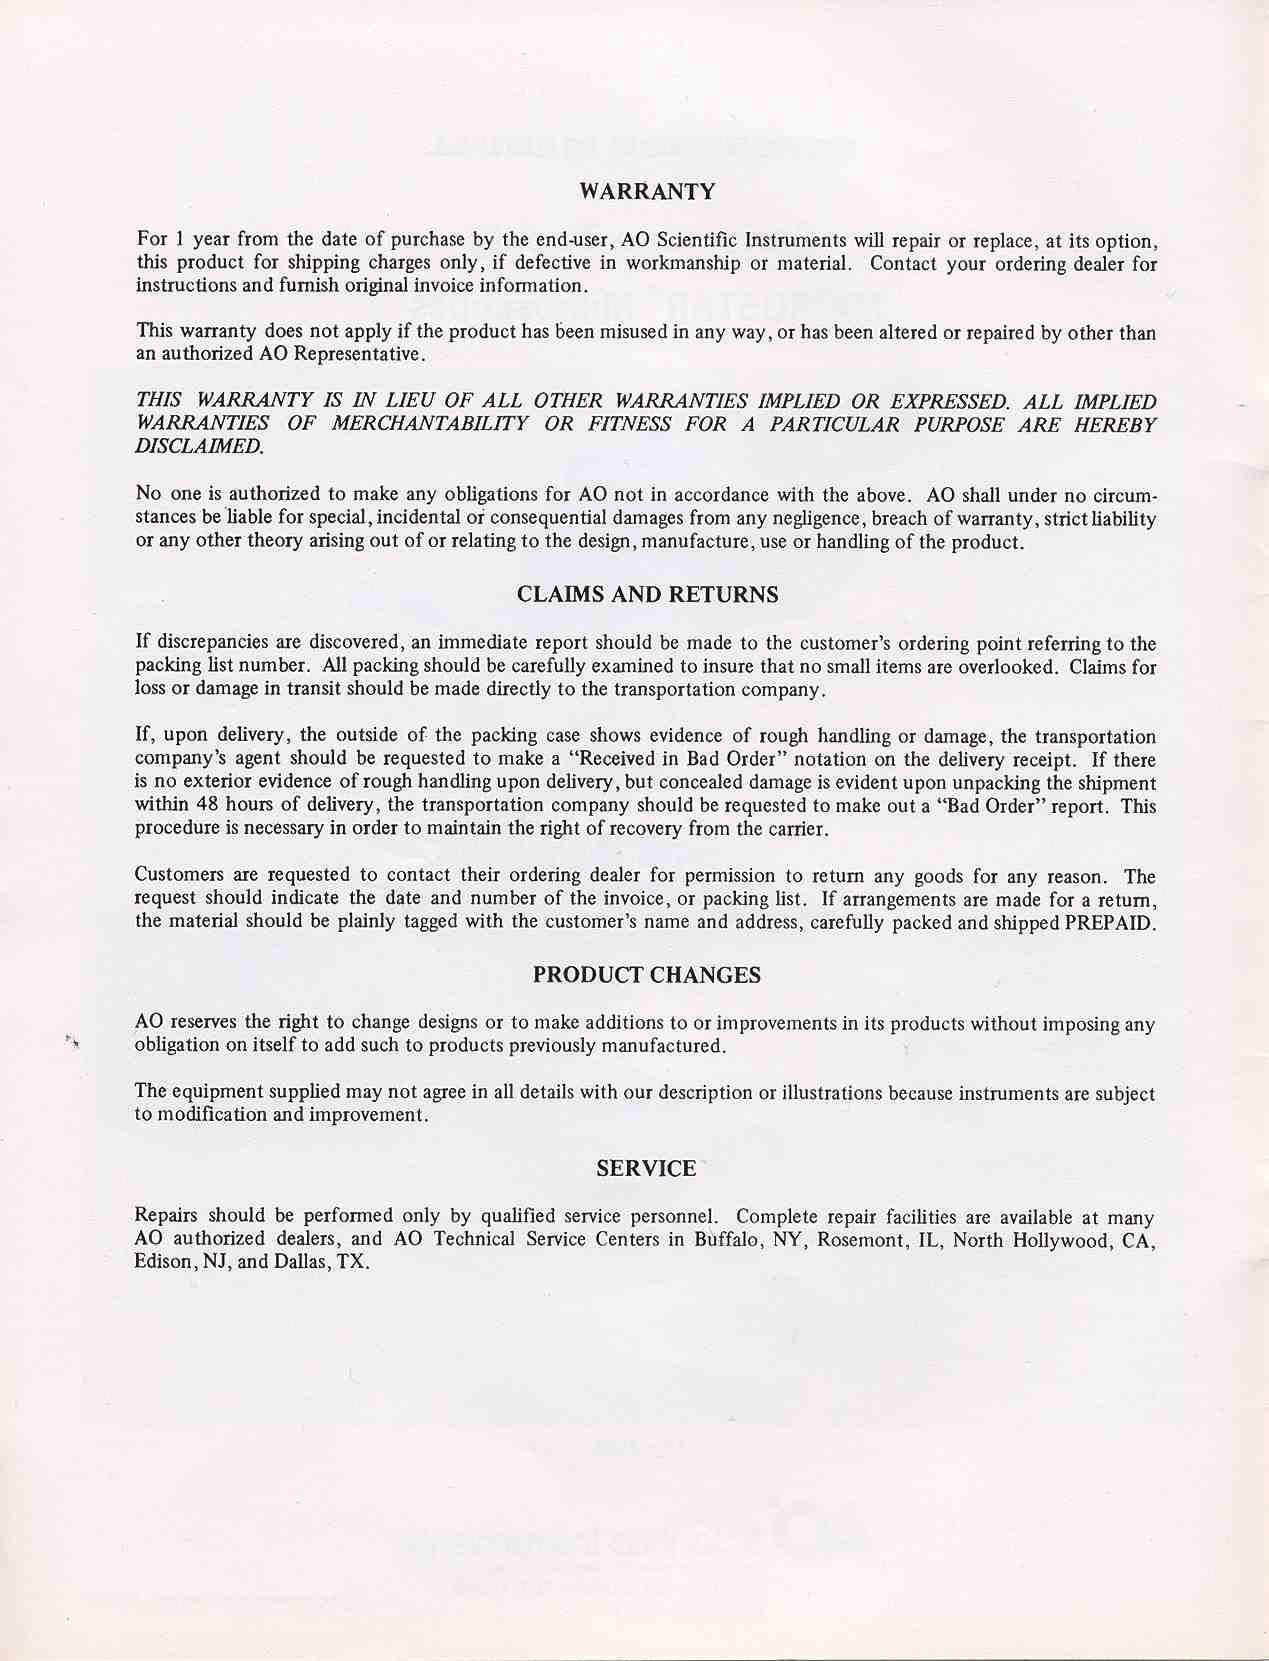 WARRANTY
For 1 year from the date of purchase by the end-user, AO Scientific Instruments will repair or replace, at its option,
this product for shipping charges only, if defective in workmanship or material. Contact your ordering dealer for
instructions and furnish original invoice information.
This warranty does not apply if the product has been misused in any way, or has been altered or repaired by other than
an authorized AO Representative.
THIS WARRANTY IS IN LIEU OF ALL OTHER WARRANTIES IMPLIED OR EXPRESSED. ALL IMPLIED
WARRANTIES OF MERCHANTABILITY OR FITNESS FOR A PARTICULAR PURPOSE ARE HEREBY
DISCLAIMED.
No one is authorized to make any obligations for AO not in accordance with the above. AO shall under no circum-
stances be liable for special, incidental or consequential damages from any negligence, breach of warranty, strict liability
or any other theory arising out of or relating to the design, manufacture, use or handling of the product.
CLAIMS AND RETURNS
If discrepancies are discovered, an immediate report should be made to the customer's ordering point referring to the
packing list number. All packing should be carefully examined to insure that no small items are overlooked. Claims for
loss or damage in transit should be made directly to the transportation company.
If, upon delivery, the outside of the packing case shows evidence of rough handling or damage, the transportation
company's agent should be requested to make a "Received in Bad Order" notation on the delivery receipt. If there
is no exterior evidence of rough handling upon delivery, but concealed damage is evident upon unpacking the shipment
within 48 hours of delivery, the transportation company should be requested to make out a "Bad Order" report. This
procedure is necessary in order to maintain the right of recovery from the carrier.
Customers are requested to contact their ordering dealer for permission to return any goods for any reason. The
request should indicate the date and number of the invoice, or packing list. If arrangements are made for a return,
the material should be plainly tagged with the customer's name and address, carefully packed and shipped PREPAID.
PRODUCT CHANGES
AO reserves the right to change designs or to make additions to or improvements in its products without imposing any
obligation on itself to add such to products previously manufactured.
The equipment supplied may not agree in all details with our description or illustrations because instruments are subject
to modification and improvement.
SERVICE
Repairs should be performed only by qualified service personnel. Complete repair facilities are available at many
AO authorized dealers, and AO Technical Service Centers in Buffalo, NY, Rosemont, IL, North Hollywood, CA,
Edison, NJ, and Dallas, TX.